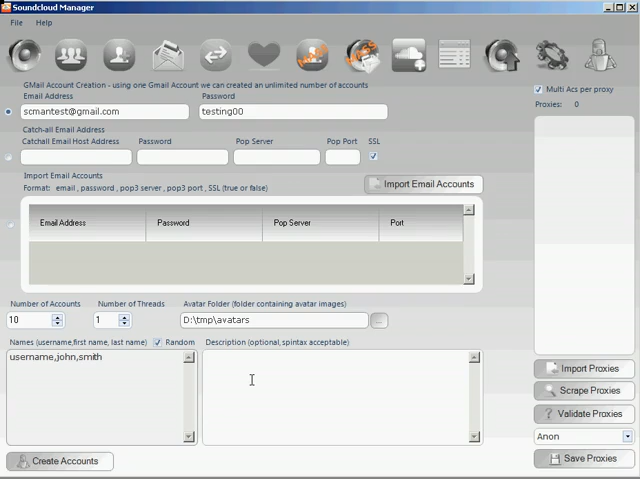 Soundcloud Manager
File Help
GMail Account Creation - using one Gmail Account we can created an unlimited number of accounts
Email Address Password
scmantest@gmail.com testing00
Multi Acs per proxy
Proxies: 0
Catch-all Email Address
Catchall Email Host Address Password Pop Server Pop Port SSL
Import Email Accounts
Format: email , password , pop3 server , pop3 port , SSL (true or false)
Import Email Accounts
Email Address Password Pop Server Port
Number of Accounts Number of Threads Avatar Folder (folder containing avatar images)
10 1 D:\tmp\avatars ...
Names (username,first name, last name) Random Description (optional, spintax acceptable)
username,john,smith
Import Proxies
Scrape Proxies
Validate Proxies
Anon
Save Proxies
Create Accounts